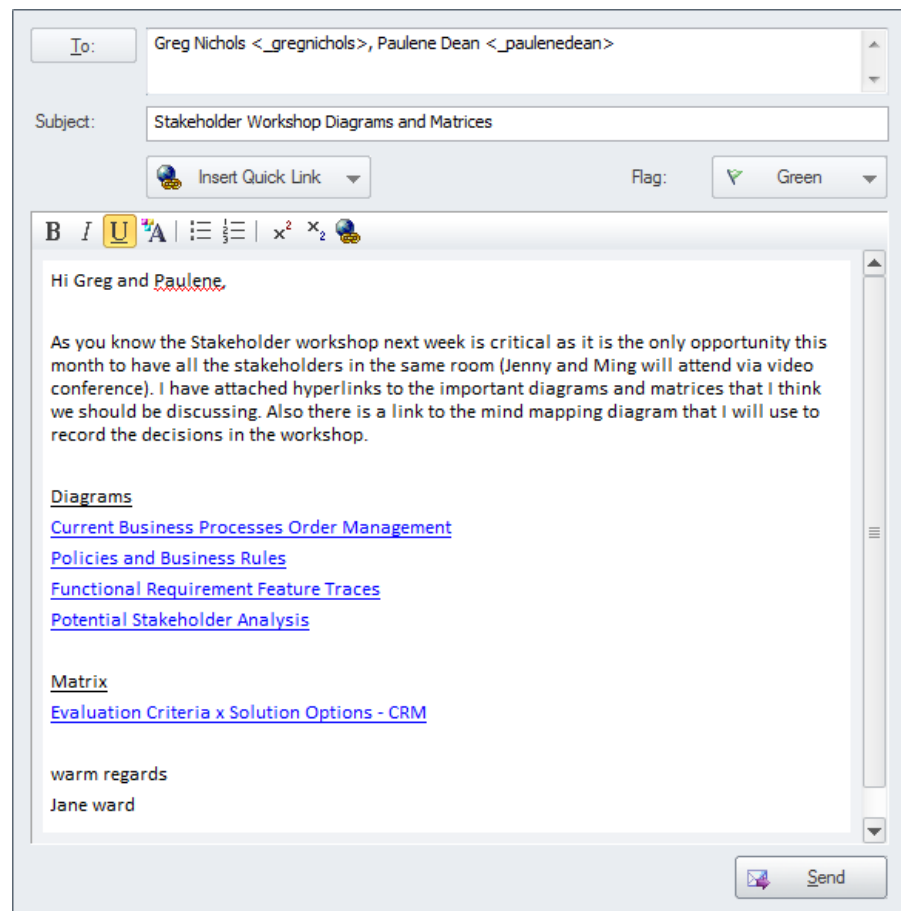 To: Greg Nichols <_gregnichols>, Paulene Dean <_paulenedean>
Subject: Stakeholder Workshop Diagrams and Matrices
Insert Quick Link Flag: Green
B I U A x² x₂
Hi Greg and Paulene,
As you know the Stakeholder workshop next week is critical as it is the only opportunity this
month to have all the stakeholders in the same room (Jenny and Ming will attend via video
conference). I have attached hyperlinks to the important diagrams and matrices that I think
we should be discussing. Also there is a link to the mind mapping diagram that I will use to
record the decisions in the workshop.
Diagrams
Current Business Processes Order Management
Policies and Business Rules
Functional Requirement Feature Traces
Potential Stakeholder Analysis
Matrix
Evaluation Criteria x Solution Options - CRM
warm regards
Jane ward
Send